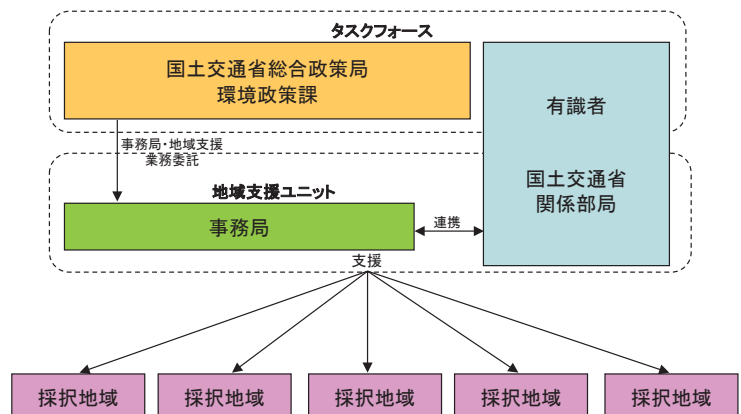 タスクフォース
国土交通省総合政策局
環境政策課
有識者
国土交通省
関係部局
事務局・地域支援
業務委託
地域支援ユニット
事務局
連携
支援
採択地域
採択地域
採択地域
採択地域
採択地域